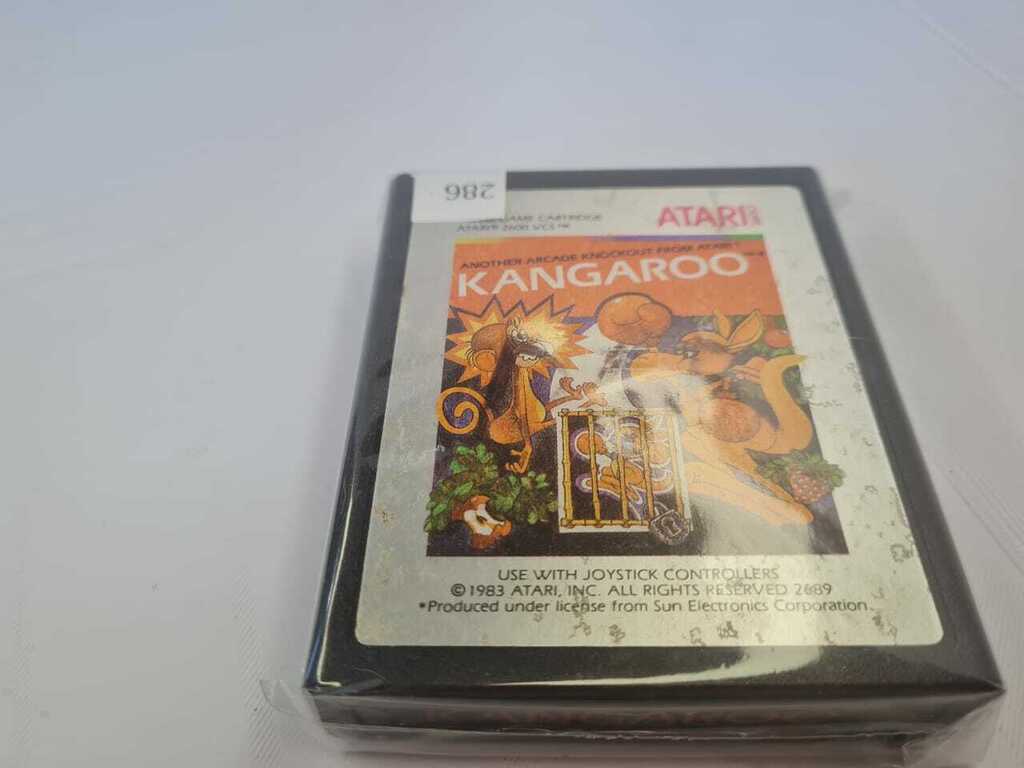 286
GAME CARTRIDGE
ATARI® 2600 VCS™
ATARI
ANOTHER ARCADE KNOCKOUT FROM ATARI
KANGAROO
USE WITH JOYSTICK CONTROLLERS
©1983 ATARI, INC. ALL RIGHTS RESERVED 2689
*Produced under license from Sun Electronics Corporation.